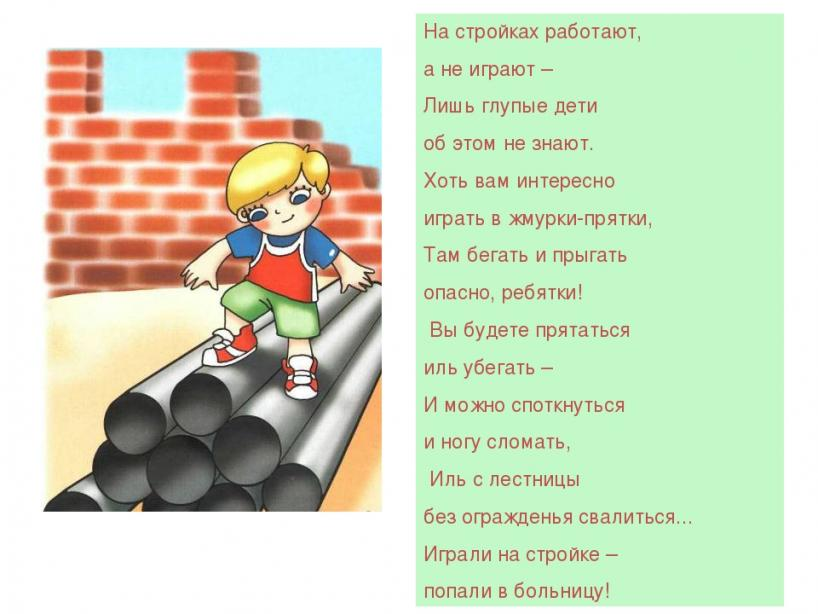 На стройках работают,
а не играют –
Лишь глупые дети
об этом не знают.
Хоть вам интересно
играть в жмурки-прятки,
Там бегать и прыгать
опасно, ребятки!
Вы будете прятаться
иль убегать –
И можно споткнуться
и ногу сломать,
Иль с лестницы
без огражденья свалиться...
Играли на стройке –
попали в больницу!